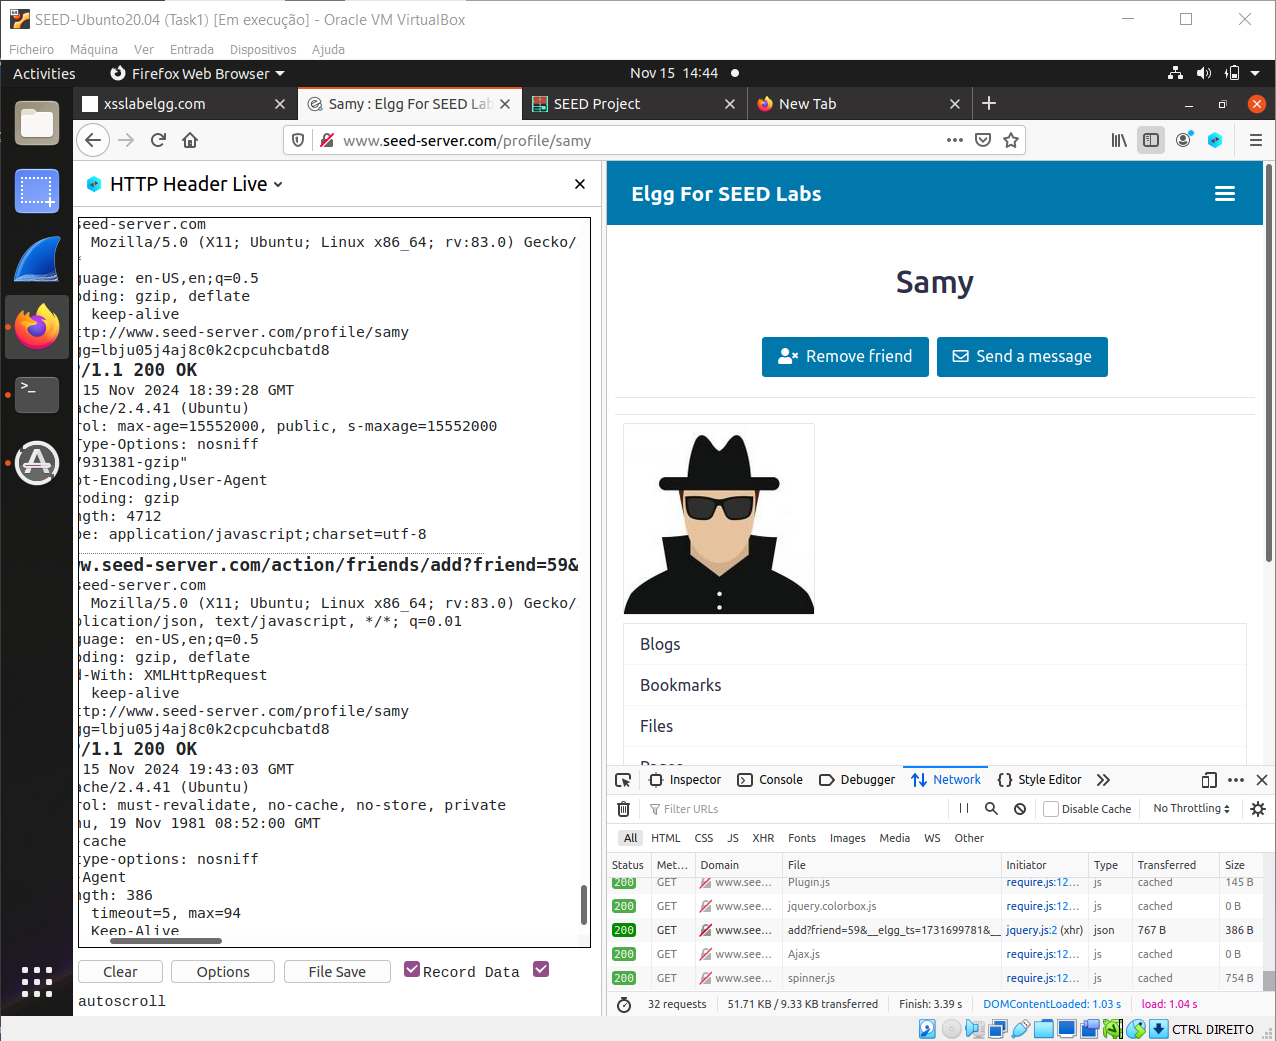 SEED-Ubunto20.04 (Task1) [Em execução] - Oracle VM VirtualBox
Ficheiro Máquina Ver Entrada Dispositivos Ajuda
Activities Firefox Web Browser Nov 15 14:44
xsslabelgg.com Samy : Elgg For SEED Lab SEED Project New Tab
www.seed-server.com/profile/samy
HTTP Header Live
seed-server.com
Mozilla/5.0 (X11; Ubuntu; Linux x86_64; rv:83.0) Gecko/
*
guage: en-US,en;q=0.5
ding: gzip, deflate
keep-alive
ttp://www.seed-server.com/profile/samy
gg=lbju05j4aj8c0k2cpcuhcbatd8
/1.1 200 OK
15 Nov 2024 18:39:28 GMT
ache/2.4.41 (Ubuntu)
rol: max-age=15552000, public, s-maxage=15552000
Type-Options: nosniff
7931381-gzip"
ot-Encoding,User-Agent
coding: gzip
ngth: 4712
pe: application/javascript;charset=utf-8
ww.seed-server.com/action/friends/add?friend=59&
seed-server.com
Mozilla/5.0 (X11; Ubuntu; Linux x86_64; rv:83.0) Gecko/
plication/json, text/javascript, */*; q=0.01
guage: en-US,en;q=0.5
ding: gzip, deflate
d-With: XMLHttpRequest
keep-alive
ttp://www.seed-server.com/profile/samy
gg=lbju05j4aj8c0k2cpcuhcbatd8
/1.1 200 OK
15 Nov 2024 19:43:03 GMT
ache/2.4.41 (Ubuntu)
rol: must-revalidate, no-cache, no-store, private
hu, 19 Nov 1981 08:52:00 GMT
-cache
type-options: nosniff
-Agent
ngth: 386
timeout=5, max=94
Keep-Alive
Clear Options File Save Record Data
autoscroll
Elgg For SEED Labs
Samy
Remove friend Send a message
Blogs
Bookmarks
Files
Pages
Inspector Console Debugger Network Style Editor
Filter URLs Disable Cache No Throttling
All HTML CSS JS XHR Fonts Images Media WS Other
Status Met... Domain File Initiator Type Transferred Size
200 GET www.see... Plugin.js require.js:12... js cached 145 B
200 GET www.see... jquery.colorbox.js require.js:12... js cached 0 B
200 GET www.see... add?friend=59&__elgg_ts=1731699781&__ jquery.js:2 (xhr) json 767 B 386 B
200 GET www.see... Ajax.js require.js:12... js cached 0 B
200 GET www.see... spinner.js require.js:12... js cached 754 B
32 requests 51.71 KB / 9.33 KB transferred Finish: 3.39 s DOMContentLoaded: 1.03 s load: 1.04 s
CTRL DIREITO